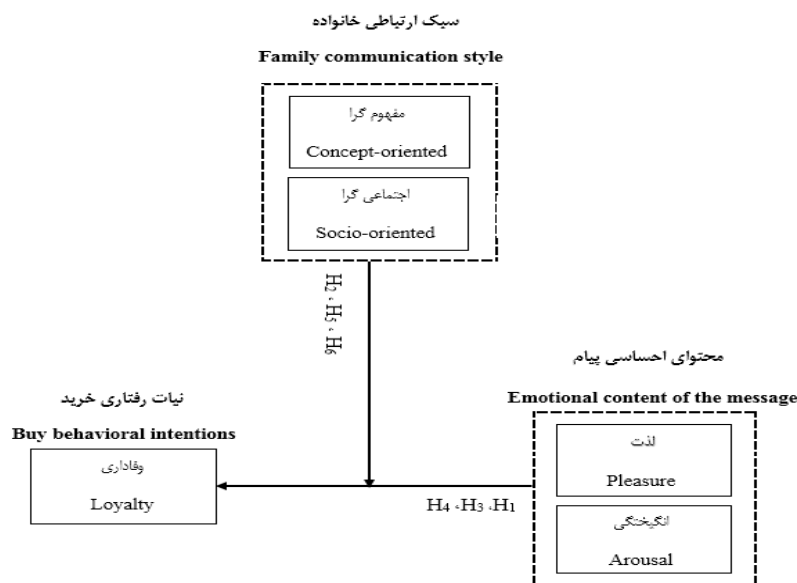 سبک ارتباطی خانواده
Family communication style
مفهوم گرا
Concept-oriented
اجتماعی گرا
Socio-oriented
H2 ، H5 ، H6
محتوای احساسی پیام
Emotional content of the message
لذت
Pleasure
انگیختگی
Arousal
H4 ،H3 ،H1
نیات رفتاری خرید
Buy behavioral intentions
وفاداری
Loyalty